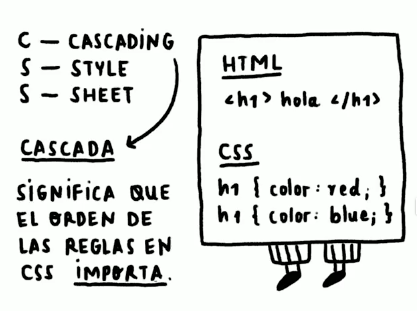 C — CASCADING
S — STYLE
S — SHEET
CASCADA
SIGNIFICA QUE
EL ORDEN DE
LAS REGLAS EN
CSS IMPORTA.
HTML
<h1> hola </h1>
CSS
h1 { color: red; }
h1 { color: blue; }